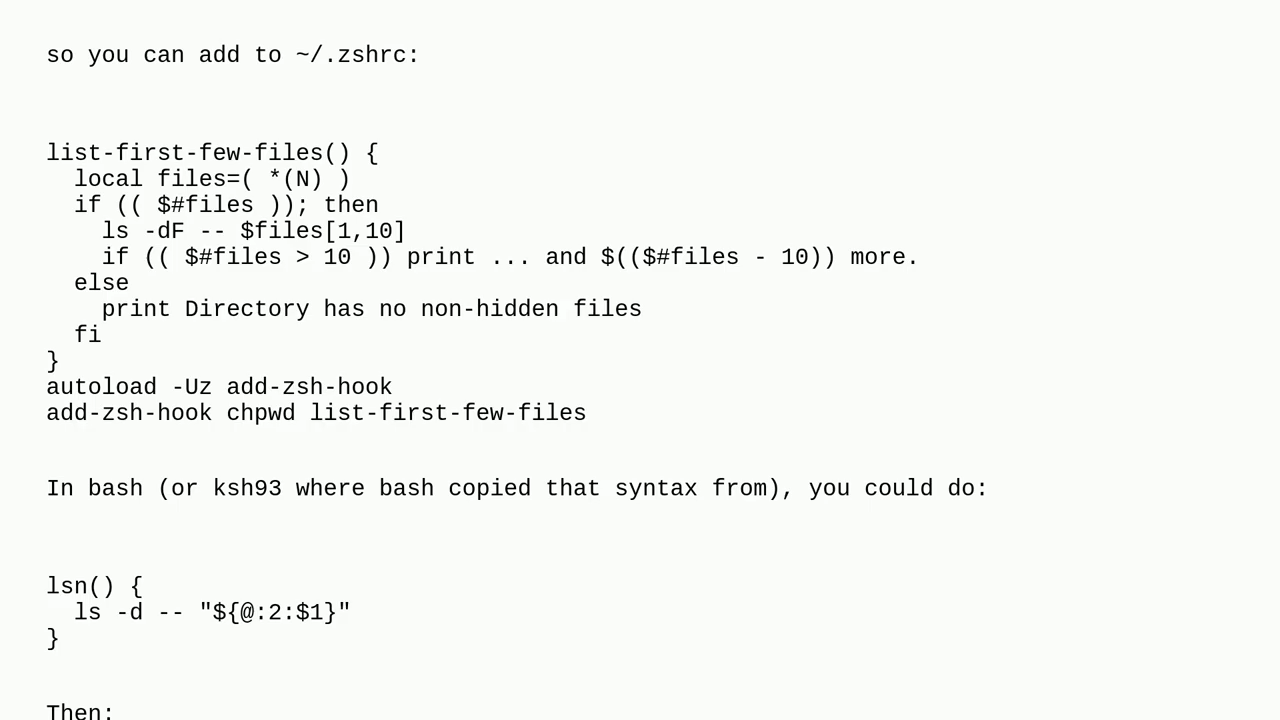 so you can add to ~/.zshrc:
list-first-few-files() {
  local files=( *(N) )
  if (( $#files )); then
    ls -dF -- $files[1,10]
    if (( $#files > 10 )) print ... and $(($#files - 10)) more.
  else
    print Directory has no non-hidden files
  fi
}
autoload -Uz add-zsh-hook
add-zsh-hook chpwd list-first-few-files
In bash (or ksh93 where bash copied that syntax from), you could do:
lsn() {
  ls -d -- "${@:2:$1}"
}
Then: